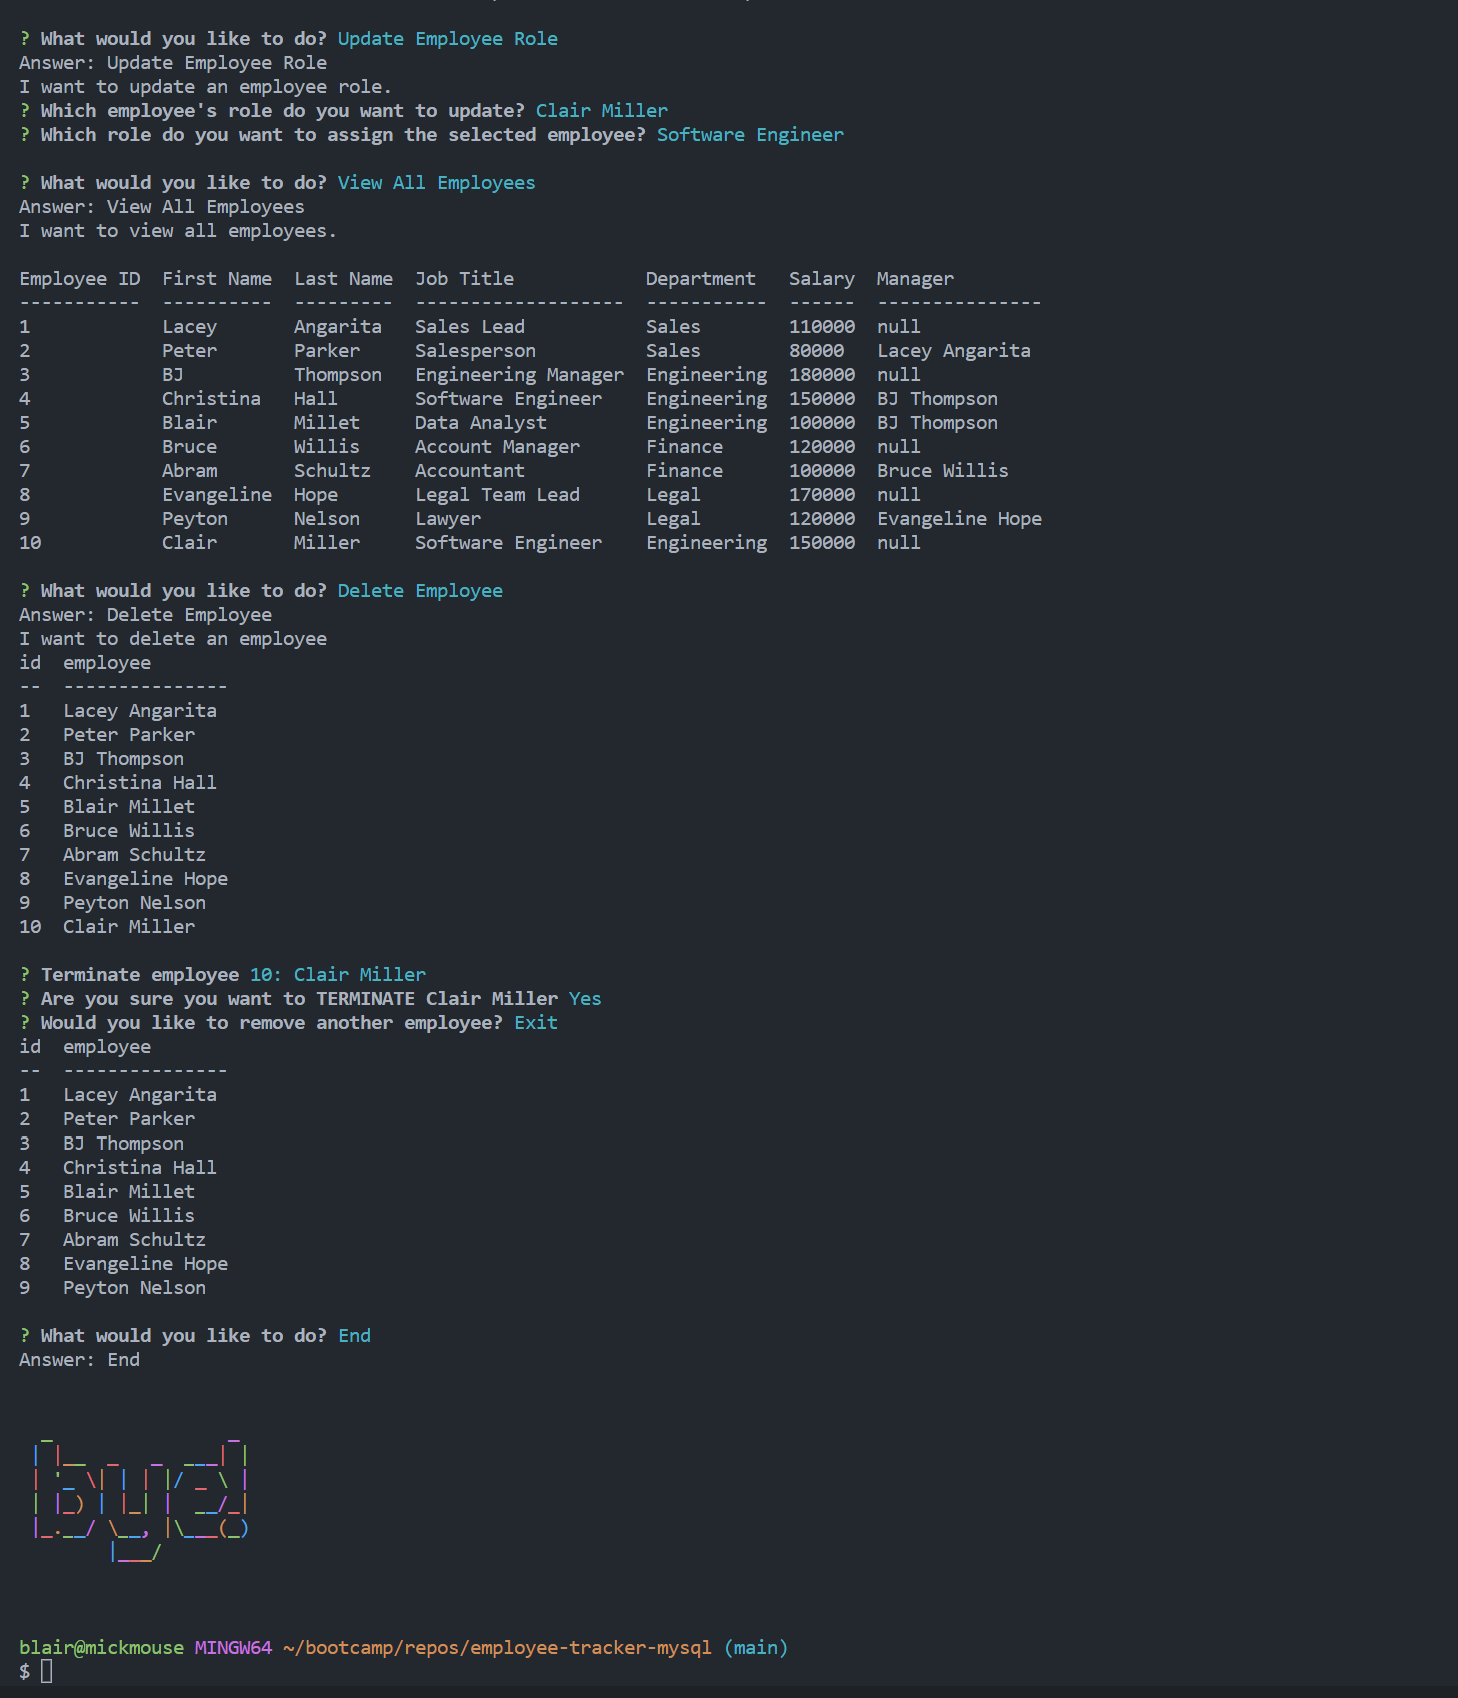 ? What would you like to do? Update Employee Role
Answer: Update Employee Role
I want to update an employee role.
? Which employee's role do you want to update? Clair Miller
? Which role do you want to assign the selected employee? Software Engineer

? What would you like to do? View All Employees
Answer: View All Employees
I want to view all employees.

Employee ID  First Name  Last Name  Job Title            Department   Salary  Manager
-----------  ----------  ---------  -------------------  -----------  ------  ---------------
1            Lacey       Angarita   Sales Lead           Sales        110000  null
2            Peter       Parker     Salesperson          Sales        80000   Lacey Angarita
3            BJ          Thompson   Engineering Manager  Engineering  180000  null
4            Christina   Hall       Software Engineer    Engineering  150000  BJ Thompson
5            Blair       Millet     Data Analyst         Engineering  100000  BJ Thompson
6            Bruce       Willis     Account Manager      Finance      120000  null
7            Abram       Schultz    Accountant           Finance      100000  Bruce Willis
8            Evangeline  Hope       Legal Team Lead      Legal        170000  null
9            Peyton      Nelson     Lawyer               Legal        120000  Evangeline Hope
10           Clair       Miller     Software Engineer    Engineering  150000  null

? What would you like to do? Delete Employee
Answer: Delete Employee
I want to delete an employee
id  employee
--  ---------------
1   Lacey Angarita
2   Peter Parker
3   BJ Thompson
4   Christina Hall
5   Blair Millet
6   Bruce Willis
7   Abram Schultz
8   Evangeline Hope
9   Peyton Nelson
10  Clair Miller

? Terminate employee 10: Clair Miller
? Are you sure you want to TERMINATE Clair Miller Yes
? Would you like to remove another employee? Exit
id  employee
--  ---------------
1   Lacey Angarita
2   Peter Parker
3   BJ Thompson
4   Christina Hall
5   Blair Millet
6   Bruce Willis
7   Abram Schultz
8   Evangeline Hope
9   Peyton Nelson

? What would you like to do? End
Answer: End

bye!

blair@mickmouse MINGW64 ~/bootcamp/repos/employee-tracker-mysql (main)
$